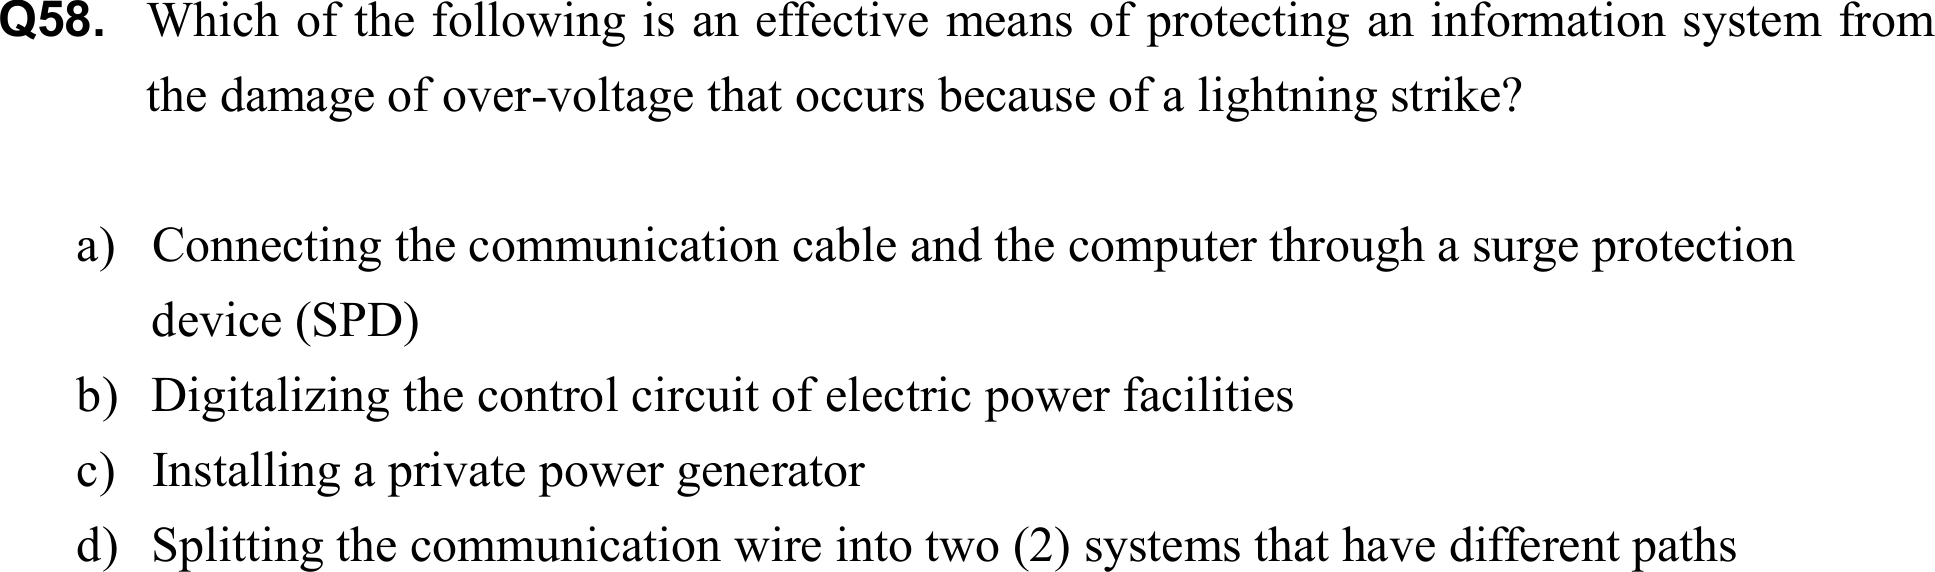 Q58. Which of the following is an effective means of protecting an information system from
the damage of over-voltage that occurs because of a lightning strike?
a) Connecting the communication cable and the computer through a surge protection
device (SPD)
b) Digitalizing the control circuit of electric power facilities
c) Installing a private power generator
d) Splitting the communication wire into two (2) systems that have different paths